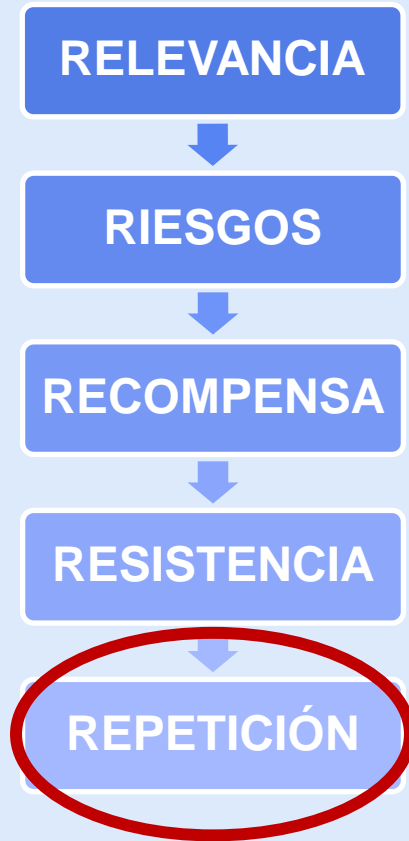 RELEVANCIA
RIESGOS
RECOMPENSA
RESISTENCIA
REPETICIÓN